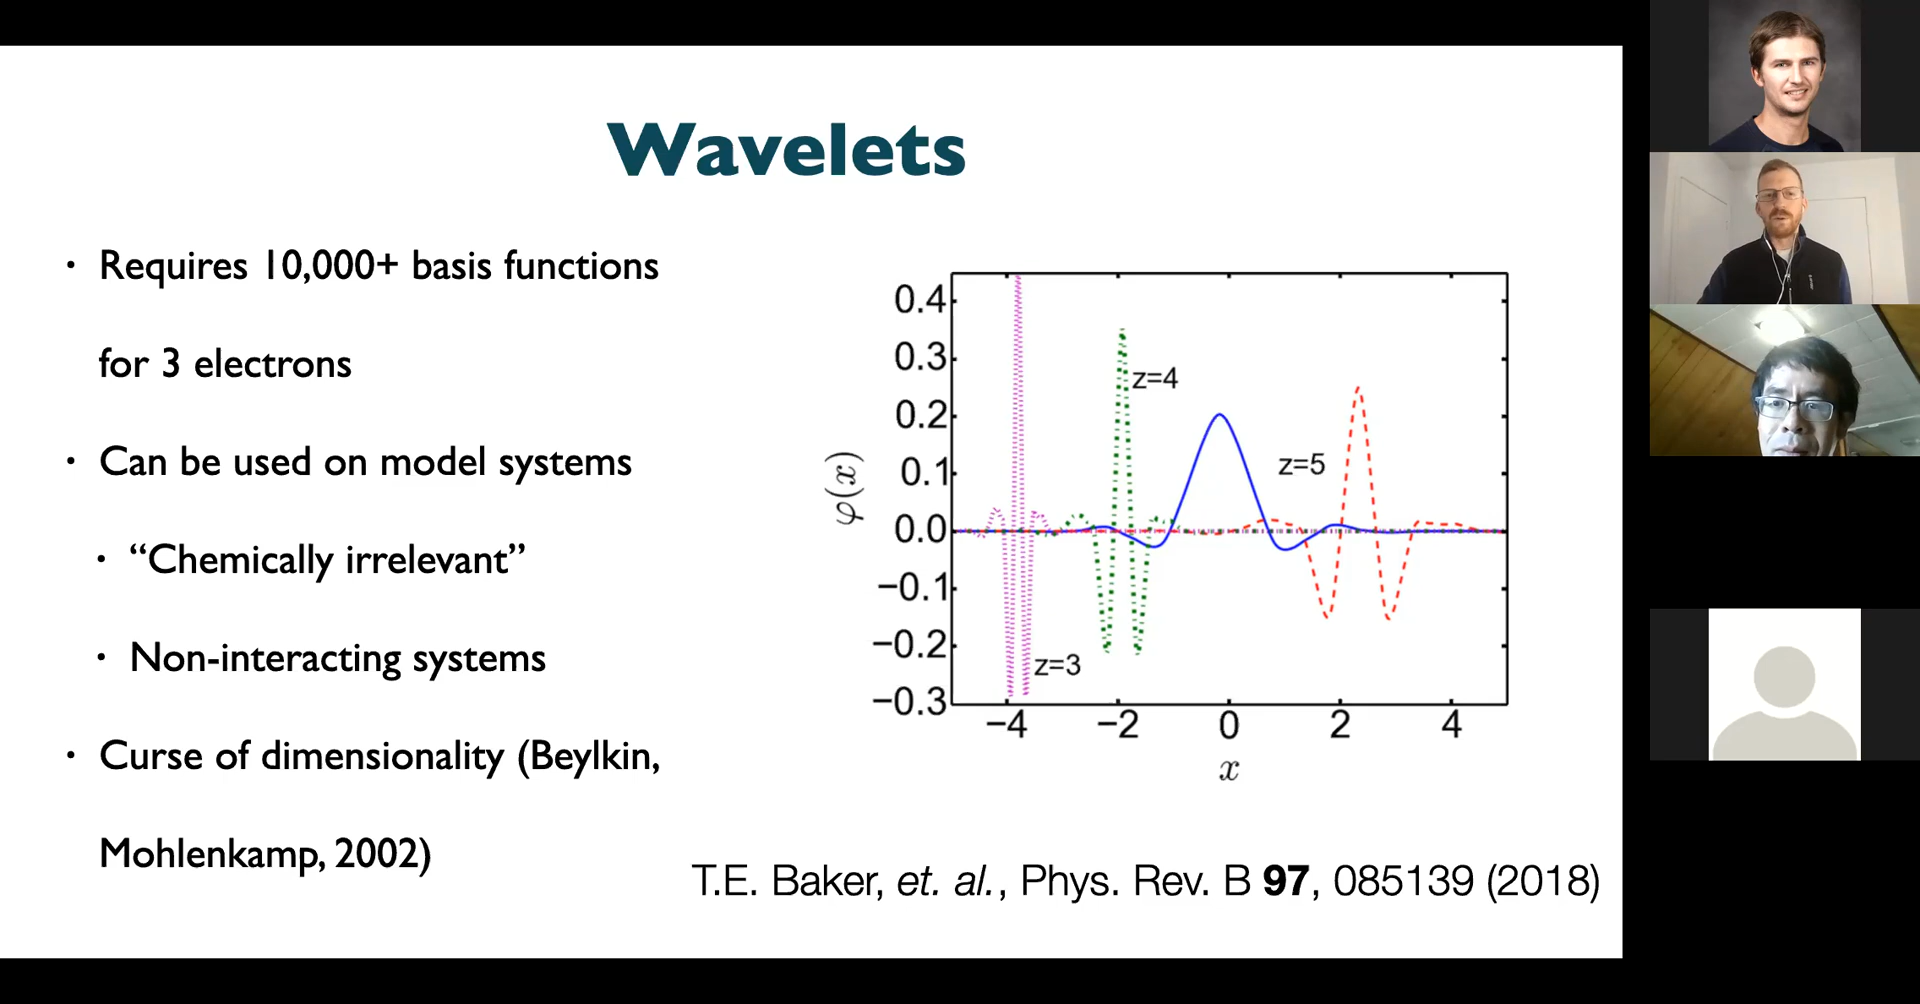 Wavelets
• Requires 10,000+ basis functions
for 3 electrons
• Can be used on model systems
• “Chemically irrelevant”
• Non-interacting systems
• Curse of dimensionality (Beylkin,
Mohlenkamp, 2002)
0.4
0.3
0.2
0.1
0.0
−0.1
−0.2
−0.3
φ(x)
z=4
z=5
z=3
−4 −2 0 2 4
x
T.E. Baker, et. al., Phys. Rev. B 97, 085139 (2018)